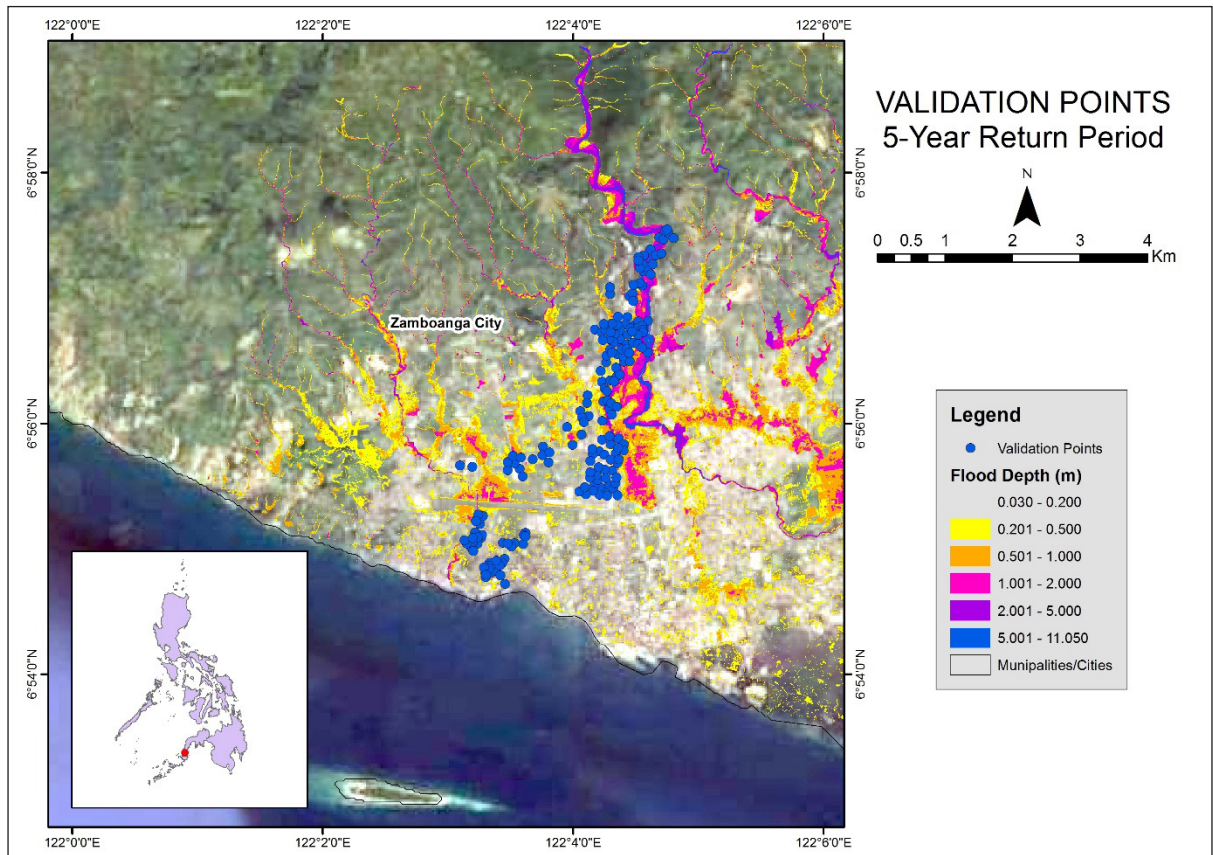 122°0'0"E 122°2'0"E 122°4'0"E 122°6'0"E
6°58'0"N 6°58'0"N
Zamboanga City
6°56'0"N 6°56'0"N
6°54'0"N 6°54'0"N
122°0'0"E 122°2'0"E 122°4'0"E 122°6'0"E
VALIDATION POINTS
5-Year Return Period
N
0 0.5 1 2 3 4
Km
Legend
Validation Points
Flood Depth (m)
0.030 - 0.200
0.201 - 0.500
0.501 - 1.000
1.001 - 2.000
2.001 - 5.000
5.001 - 11.050
Munipalities/Cities